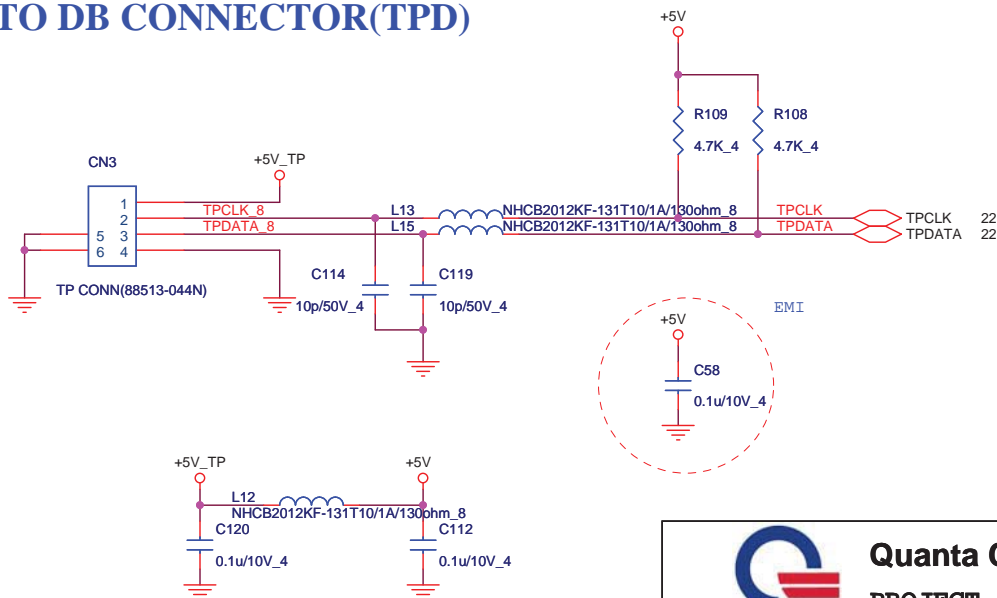 TO DB CONNECTOR(TPD)
+5V
R109
R108
4.7K_4
4.7K_4
CN3
+5V_TP
1
2
5 3
6 4
TPCLK_8
TPDATA_8
L13
L15
NHCB2012KF-131T10/1A/130ohm_8
NHCB2012KF-131T10/1A/130ohm_8
TPCLK
TPDATA
TPCLK 22
TPDATA 22
TP CONN(88513-044N)
C114
10p/50V_4
C119
10p/50V_4
EMI
+5V
C58
0.1u/10V_4
+5V_TP
+5V
L12
NHCB2012KF-131T10/1A/130ohm_8
C120
0.1u/10V_4
C112
0.1u/10V_4
Quanta